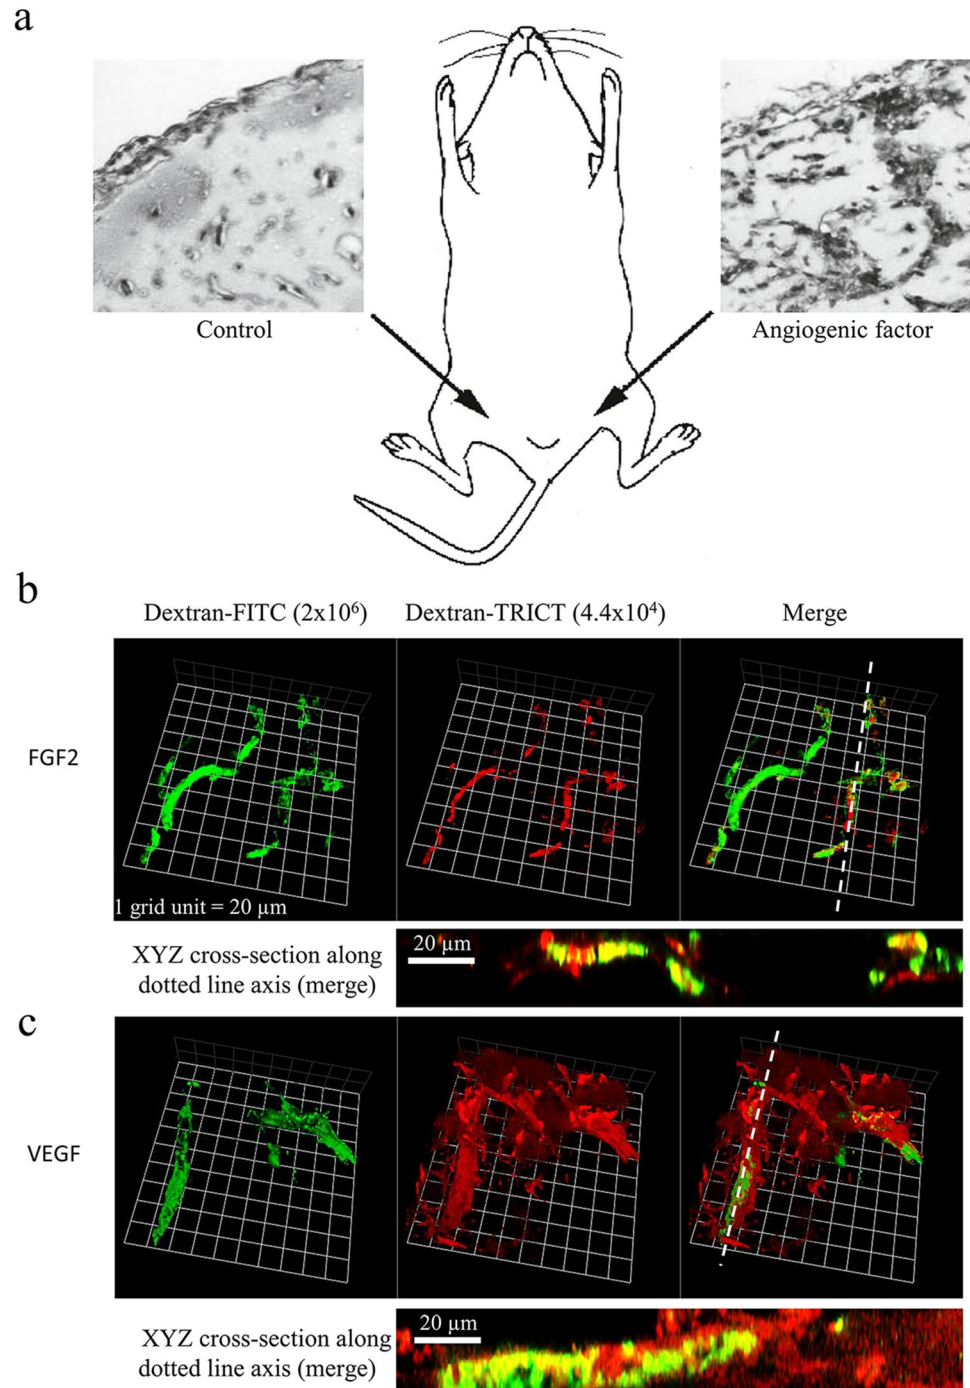 a
Control
Angiogenic factor
b
Dextran-FITC (2x10⁶)
Dextran-TRICT (4.4x10⁴)
Merge
FGF2
1 grid unit = 20 µm
XYZ cross-section along
dotted line axis (merge)
20 µm
c
VEGF
XYZ cross-section along
dotted line axis (merge)
20 µm